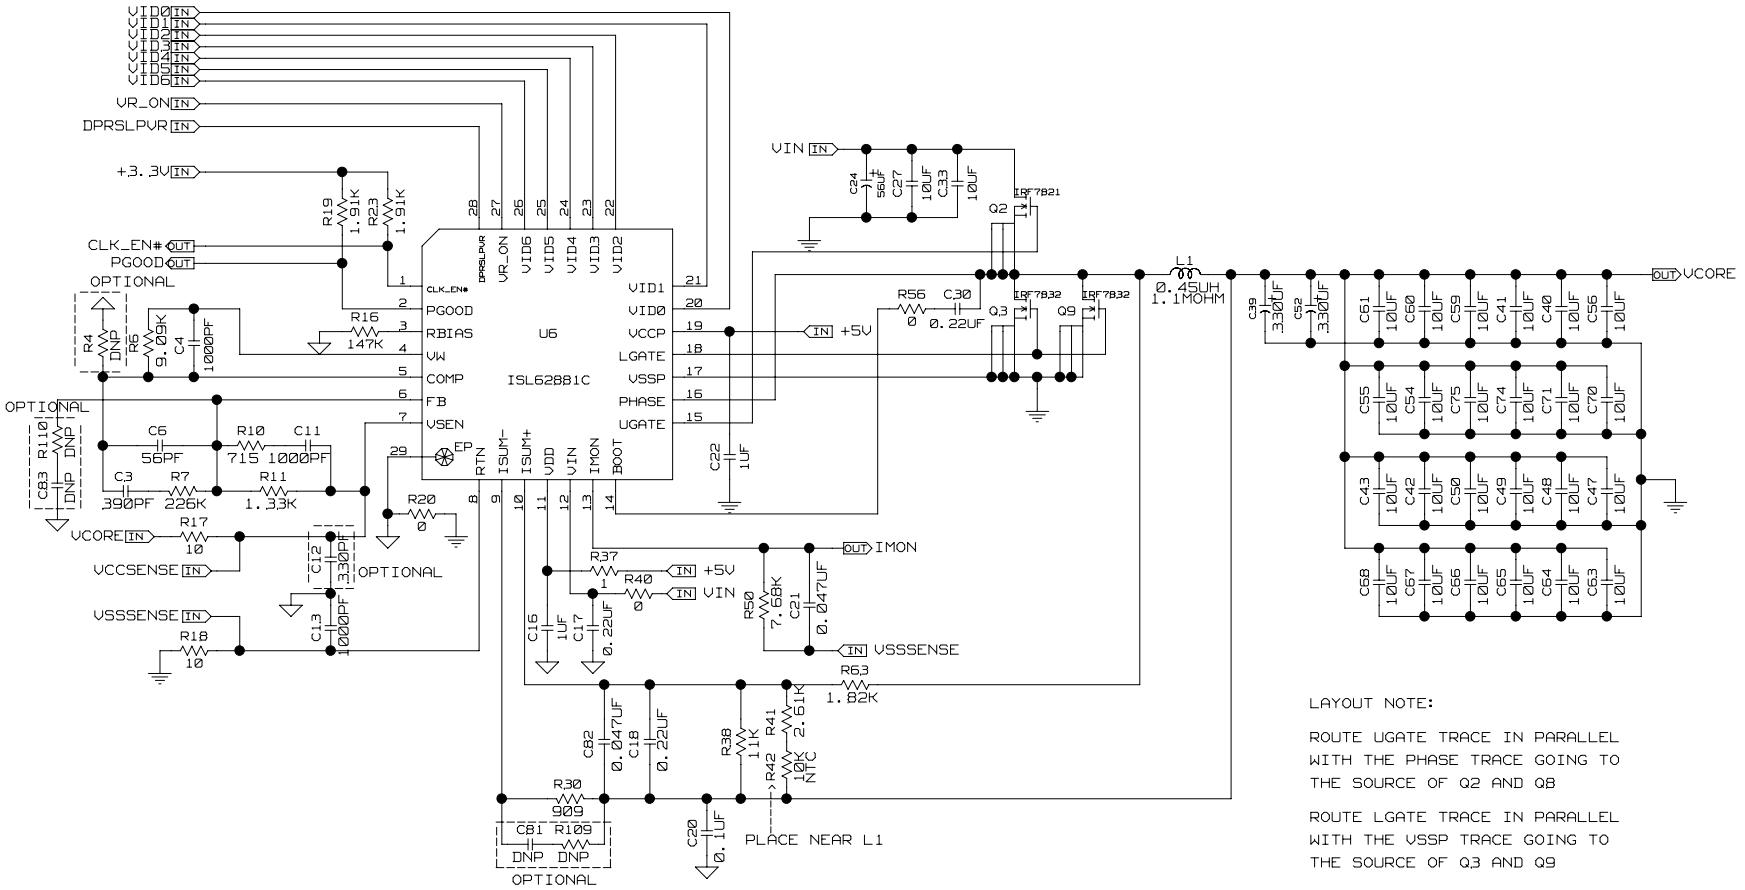 VID0 IN
VID1 IN
VID2 IN
VID3 IN
VID4 IN
VID5 IN
VID6 IN
VR_ON IN
DPRSLPVR IN
+3.3V IN
R19
1.91K
R23
1.91K
CLK_EN# OUT
PGOOD OUT
OPTIONAL
R4
DNP
R6
9.09K
C4
1000PF
R16
147K
OPTIONAL
R110
DNP
C83
DNP
C6
56PF
R10
715
C11
1000PF
C3
390PF
R7
226K
R11
1.33K
VCORE IN
R17
10
VCCSENSE IN
C12
330PF
OPTIONAL
VSSSENSE IN
C13
1000PF
R18
10
R20
0
28
27
26
25
24
23
22
DPRSLPVR
VR_ON
VID6
VID5
VID4
VID3
VID2
1
CLK_EN#
2
PGOOD
3
RBIAS
4
VW
5
COMP
6
FB
7
VSEN
29
EP
U6
ISL62881C
VID1
21
VID0
20
VCCP
19
LGATE
18
VSSP
17
PHASE
16
UGATE
15
RTN
ISUM-
ISUM+
VDD
VIN
IMON
BOOT
8
9
10
11
12
13
14
VIN IN
C24
56UF
+
C27
10UF
C33
10UF
IRF7821
Q2
R56
0
C30
0.22UF
IRF7832
Q3
IRF7832
Q9
IN +5V
C22
1UF
L1
0.45UH
1.1MOHM
OUT VCORE
C39
330UF
+
C52
330UF
+
C61
10UF
C60
10UF
C59
10UF
C41
10UF
C40
10UF
C56
10UF
C55
10UF
C54
10UF
C75
10UF
C74
10UF
C71
10UF
C70
10UF
C43
10UF
C42
10UF
C50
10UF
C49
10UF
C48
10UF
C47
10UF
C68
10UF
C67
10UF
C66
10UF
C65
10UF
C64
10UF
C63
10UF
OUT IMON
R37
1
IN +5V
R40
0
IN VIN
C16
1UF
C17
0.22UF
R50
7.68K
C21
0.047UF
IN VSSSENSE
R63
1.82K
C82
0.047UF
C18
0.22UF
R38
11K
R41
2.61K
R42
10K
NTC
R30
909
C81
DNP
R109
DNP
OPTIONAL
C20
0.1UF
PLACE NEAR L1
LAYOUT NOTE:
ROUTE UGATE TRACE IN PARALLEL
WITH THE PHASE TRACE GOING TO
THE SOURCE OF Q2 AND Q8
ROUTE LGATE TRACE IN PARALLEL
WITH THE VSSP TRACE GOING TO
THE SOURCE OF Q3 AND Q9